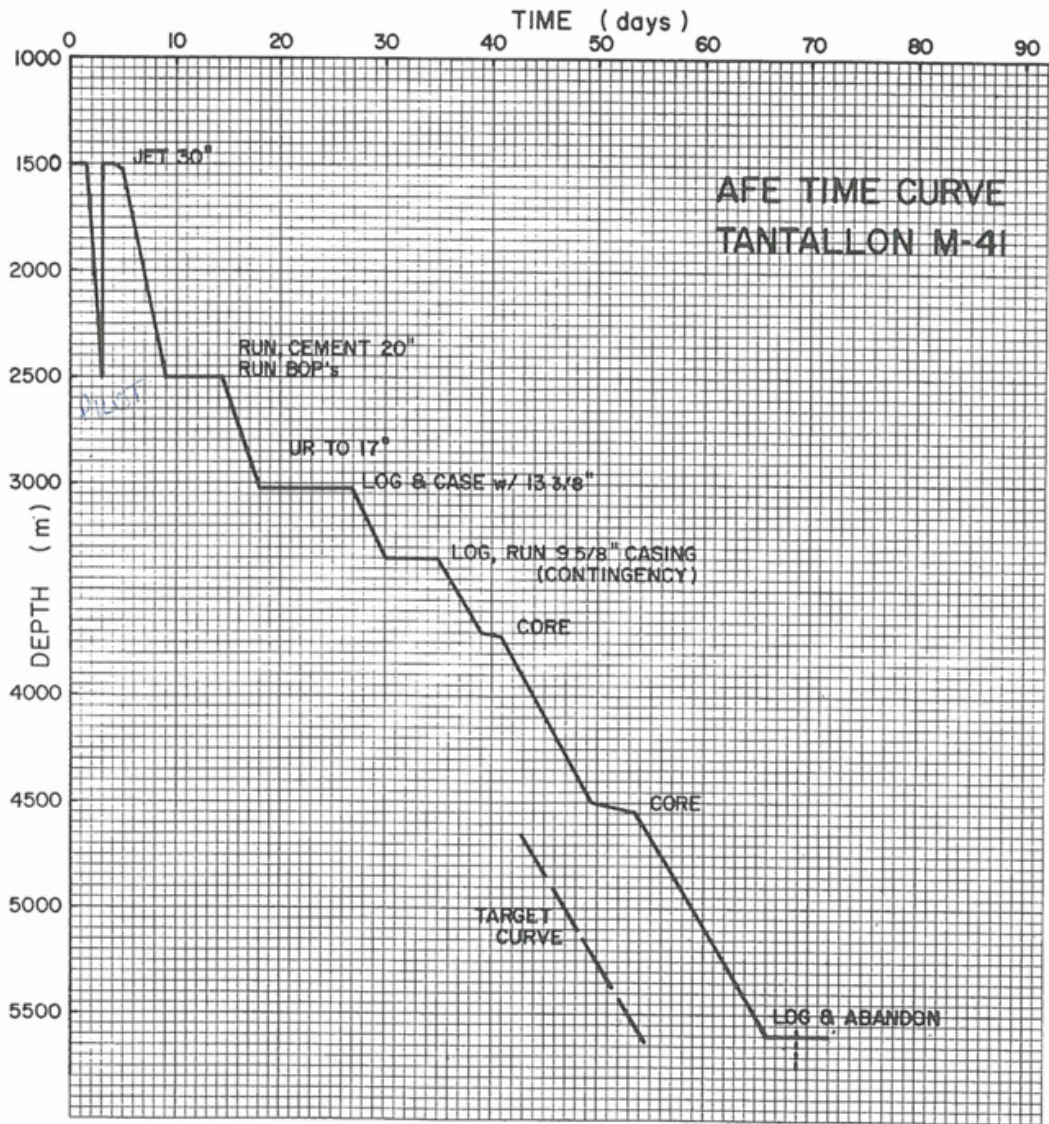 TIME (days)
0 10 20 30 40 50 60 70 80 90
1000
1500
2000
2500
3000
4000
4500
5000
5500
DEPTH (m)
JET 30"
AFE TIME CURVE
TANTALLON M-41
RUN, CEMENT 20"
RUN BOP's
PILOT
UR TO 17"
LOG & CASE w/ 13 3/8"
LOG, RUN 9 5/8" CASING
(CONTINGENCY)
CORE
CORE
TARGET
CURVE
LOG & ABANDON